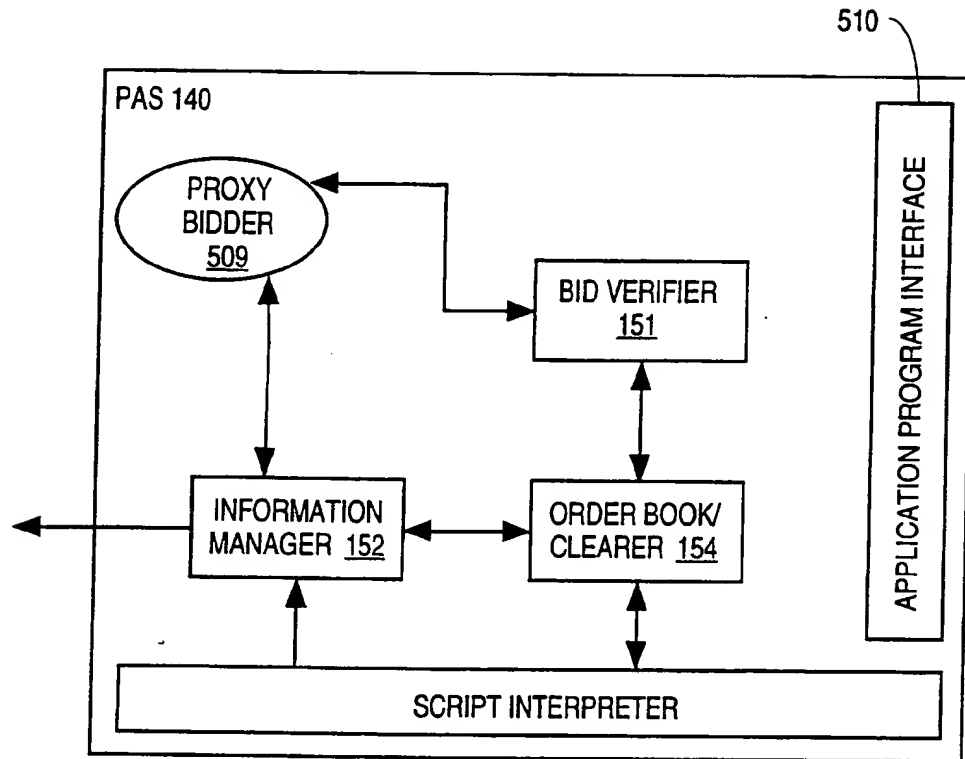 510
PAS 140
PROXY
BIDDER
509
BID VERIFIER
151
APPLICATION PROGRAM INTERFACE
INFORMATION
MANAGER 152
ORDER BOOK/
CLEARER 154
SCRIPT INTERPRETER